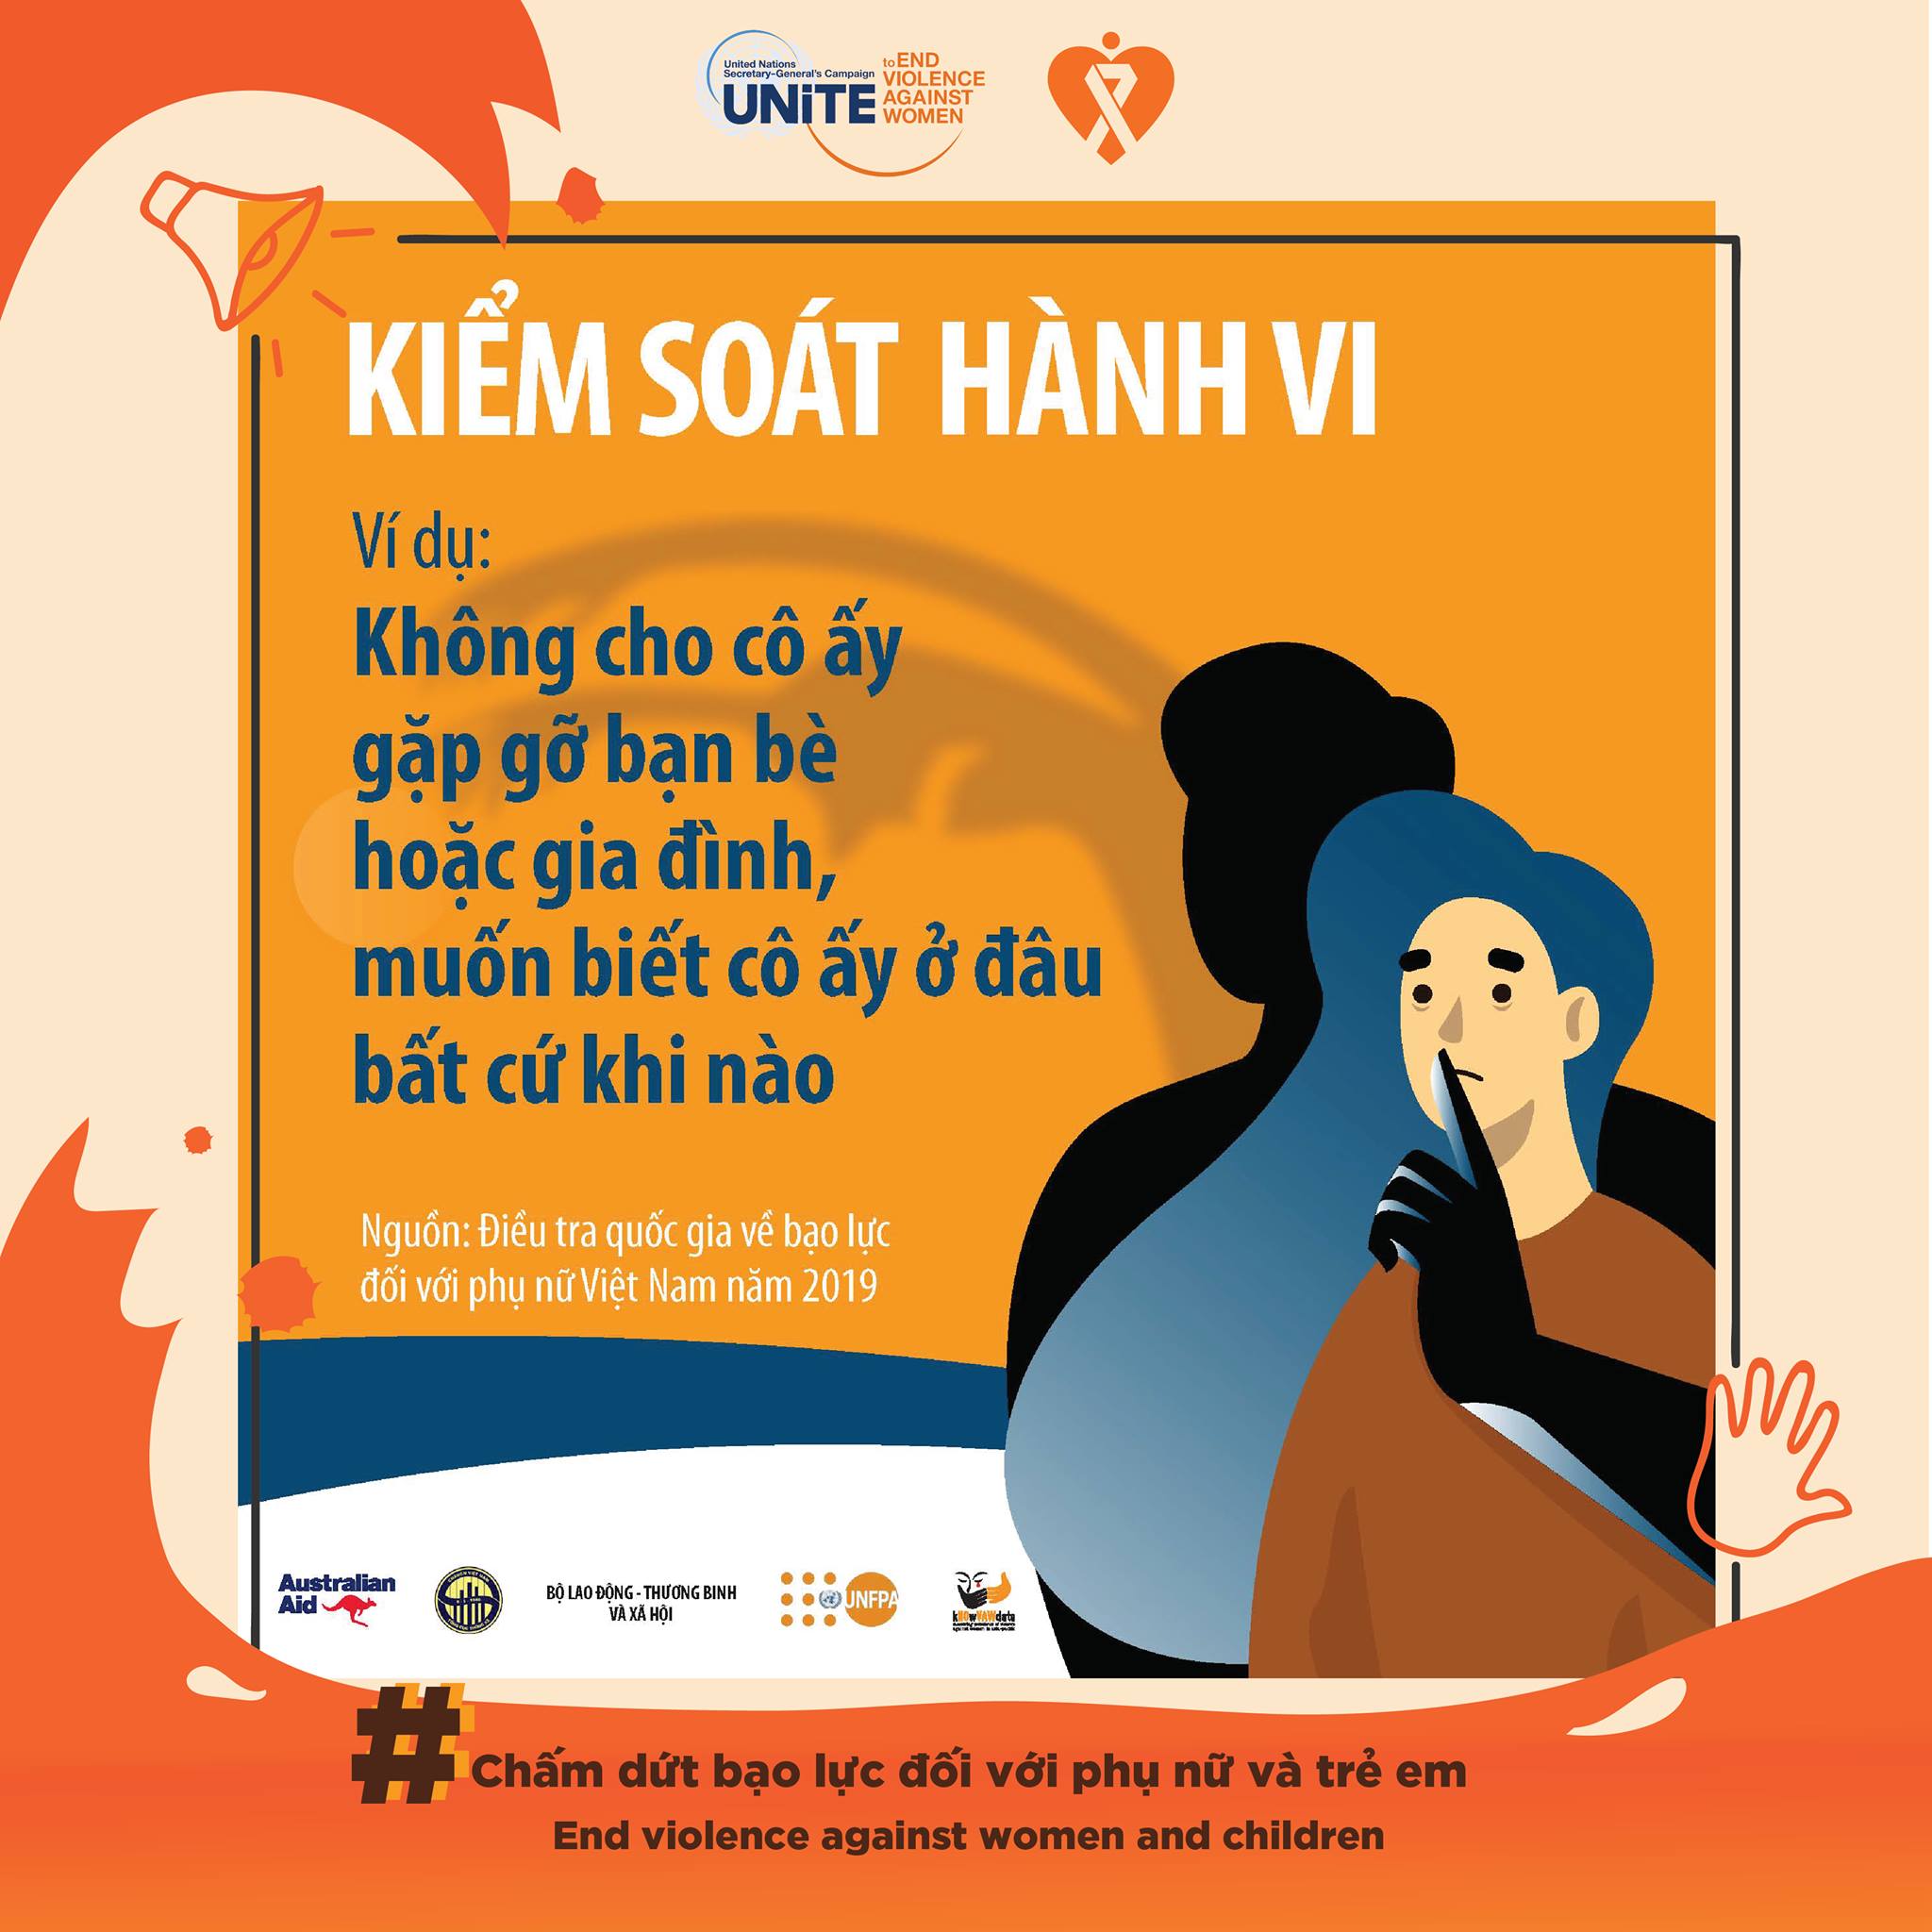 United Nations
Secretary-General's Campaign
UNiTE
to END
VIOLENCE
AGAINST
WOMEN
KIỂM SOÁT HÀNH VI
Ví dụ:
Không cho cô ấy
gặp gỡ bạn bè
hoặc gia đình,
muốn biết cô ấy ở đâu
bất cứ khi nào
Nguồn: Điều tra quốc gia về bạo lực
đối với phụ nữ Việt Nam năm 2019
Australian
Aid
BỘ LAO ĐỘNG - THƯƠNG BINH
VÀ XÃ HỘI
UNFPA
kNOwVAWdata
#Chấm dứt bạo lực đối với phụ nữ và trẻ em
End violence against women and children